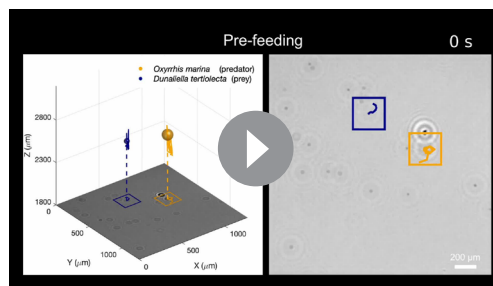 Pre-feeding
0 s
Oxyrrhis marina (predator)
Dunaliella tertiolecta (prey)
Z (μm)
2800
2300
1800
0
500
1000
Y (μm)
0
500
1000
X (μm)
200 μm